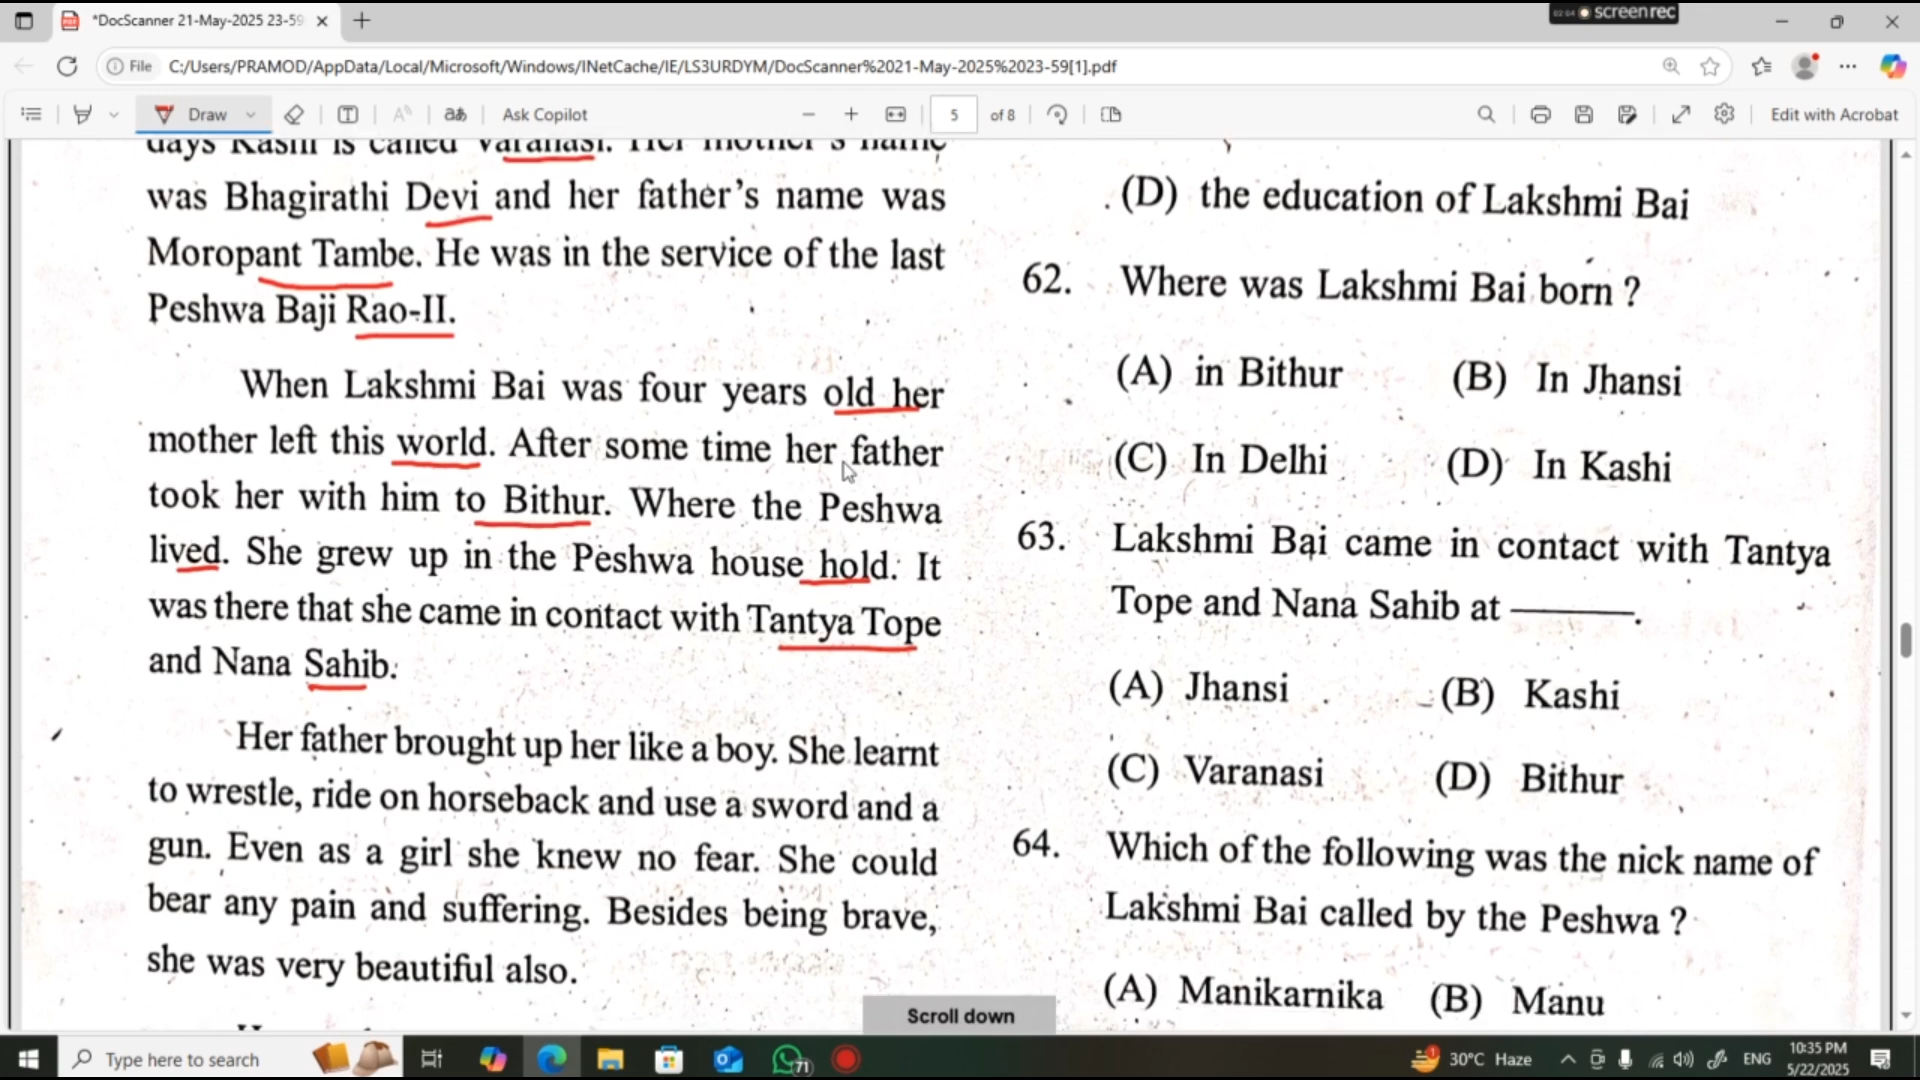 *DocScanner 21-May-2025 23-59
screenrec
File
C:/Users/PRAMOD/AppData/Local/Microsoft/Windows/INetCache/IE/LS3URDYM/DocScanner%2021-May-2025%2023-59[1].pdf
Draw
Ask Copilot
5 of 8
Edit with Acrobat
days Kashi is called Varanasi. Her mother's name
was Bhagirathi Devi and her father's name was
Moropant Tambe. He was in the service of the last
Peshwa Baji Rao-II.
When Lakshmi Bai was four years old her
mother left this world. After some time her father
took her with him to Bithur. Where the Peshwa
lived. She grew up in the Peshwa house hold. It
was there that she came in contact with Tantya Tope
and Nana Sahib.
Her father brought up her like a boy. She learnt
to wrestle, ride on horseback and use a sword and a
gun. Even as a girl she knew no fear. She could
bear any pain and suffering. Besides being brave,
she was very beautiful also.
(D) the education of Lakshmi Bai
62. Where was Lakshmi Bai born ?
(A) in Bithur (B) In Jhansi
(C) In Delhi (D) In Kashi
63. Lakshmi Bai came in contact with Tantya
Tope and Nana Sahib at ———.
(A) Jhansi (B) Kashi
(C) Varanasi (D) Bithur
64. Which of the following was the nick name of
Lakshmi Bai called by the Peshwa ?
(A) Manikarnika (B) Manu
Scroll down
Type here to search
71
30°C Haze
ENG
10:35 PM
5/22/2025